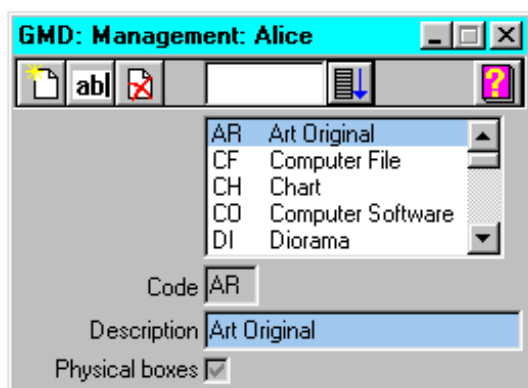 GMD: Management: Alice
ab|
?
AR Art Original
CF Computer File
CH Chart
CO Computer Software
DI Diorama
Code AR
Description Art Original
Physical boxes